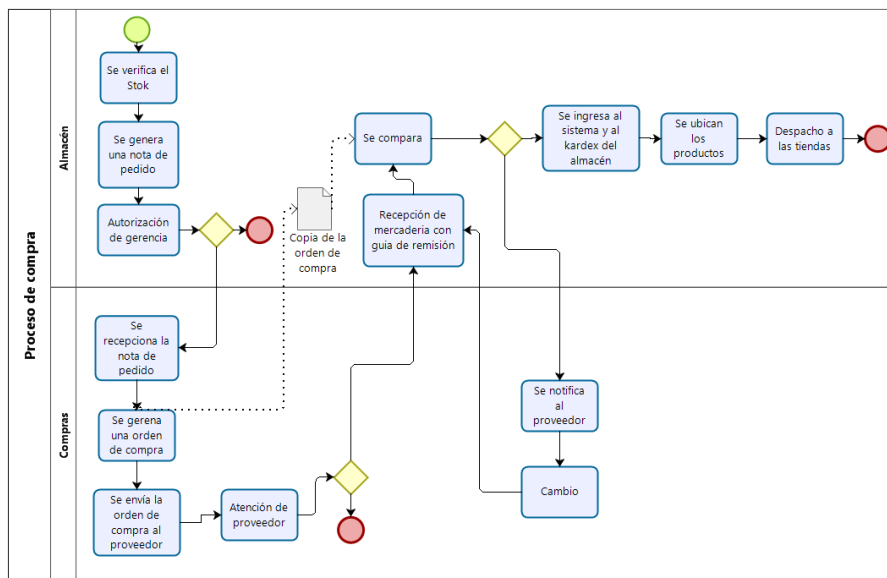 Proceso de compra
Almacén
Se verifica el
Stok
Se genera
una nota de
pedido
Autorización
de gerencia
Copia de la
orden de
compra
Se compara
Recepción de
mercaderia con
guia de remisión
Se ingresa al
sistema y al
kardex del
almacén
Se ubican
los
productos
Despacho a
las tiendas
Compras
Se
recepciona la
nota de
pedido
Se gerena
una orden
de compra
Se envía la
orden de
compra al
proveedor
Atención de
proveedor
Se notifica
al
proveedor
Cambio